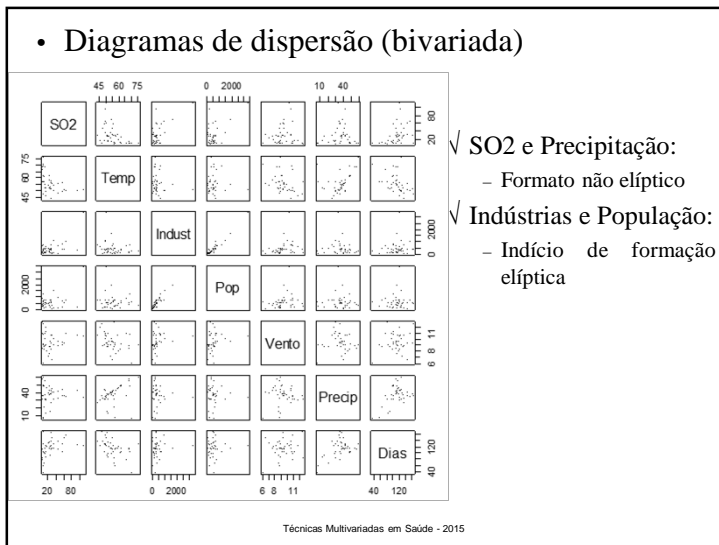 • Diagramas de dispersão (bivariada)
45 60 75
0 2000
10 40
SO2
20 80
45 60 75
Temp
Indust
0 2000
0 2000
Pop
Vento
6 8 11
10 40
Precip
Dias
40 120
20 80
0 2000
6 8 11
40 120
√ SO2 e Precipitação:
– Formato não elíptico
√ Indústrias e População:
– Indício de formação
elíptica
Técnicas Multivariadas em Saúde - 2015